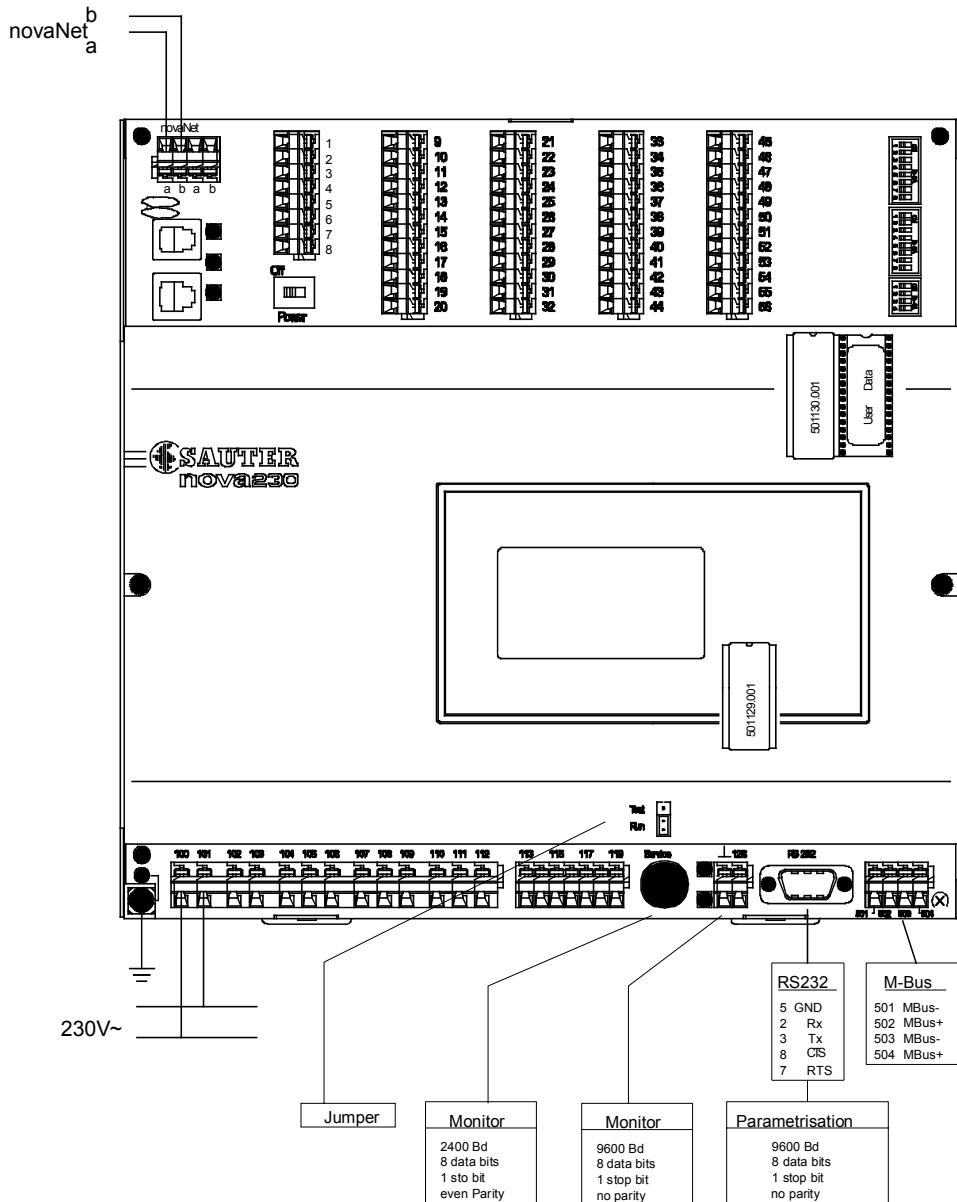 b
novaNet
a
novaNet
a b a b
1
2
3
4
5
6
7
8
9
10
11
12
13
14
15
16
17
18
19
20
21
22
23
24
25
26
27
28
29
30
31
32
33
34
35
36
37
38
39
40
41
42
43
44
45
46
47
48
49
50
51
52
53
54
55
56
Off
Power
501130.001
User Data
SAUTER
nova230
501129.001
Test
Run
100 101 102 103 104 105 106 107 108 109 110 111 112 113 115 117 119 Service 126 RS 232
501 502 503 504
230V~
RS232
5 GND
2 Rx
3 Tx
8 CTS
7 RTS
M-Bus
501 MBus-
502 MBus+
503 MBus-
504 MBus+
Jumper
Monitor
2400 Bd
8 data bits
1 sto bit
even Parity
Monitor
9600 Bd
8 data bits
1 stop bit
no parity
Parametrisation
9600 Bd
8 data bits
1 stop bit
no parity